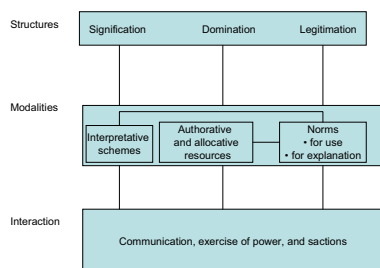 Structures
Signification Domination Legitimation
Modalities
Interpretative
schemes
Authorative
and allocative
resources
Norms
• for use
• for explanation
Interaction
Communication, exercise of power, and sactions